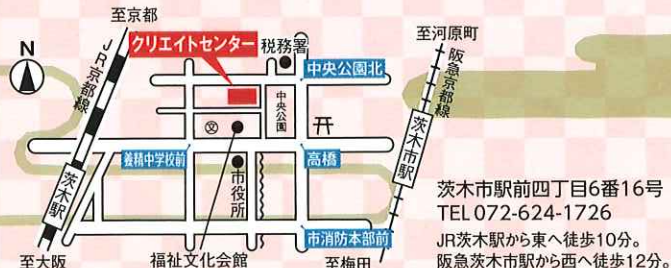 至京都
至河原町
N
クリエイトセンター
税務署
JR京都線
阪急京都線
中央公園北
中央公園
文
養精中学校前
高橋
茨木市駅
茨木駅
市役所
茨木市駅前四丁目6番16号
TEL 072-624-1726
市消防本部前
JR茨木駅から東へ徒歩10分。
至大阪
福祉文化会館
至梅田
阪急茨木市駅から西へ徒歩12分。